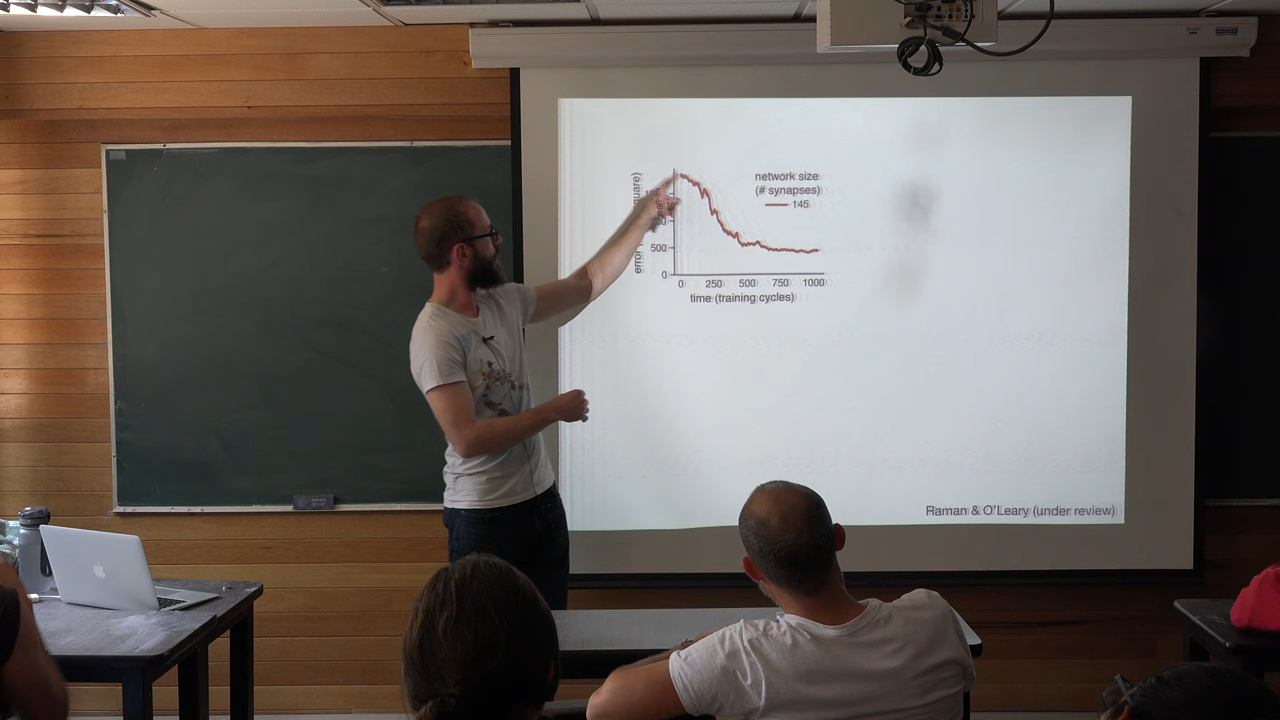 network size
(# synapses)
145
error
500
0
0 250 500 750 1000
time (training cycles)
Raman & O'Leary (under review)